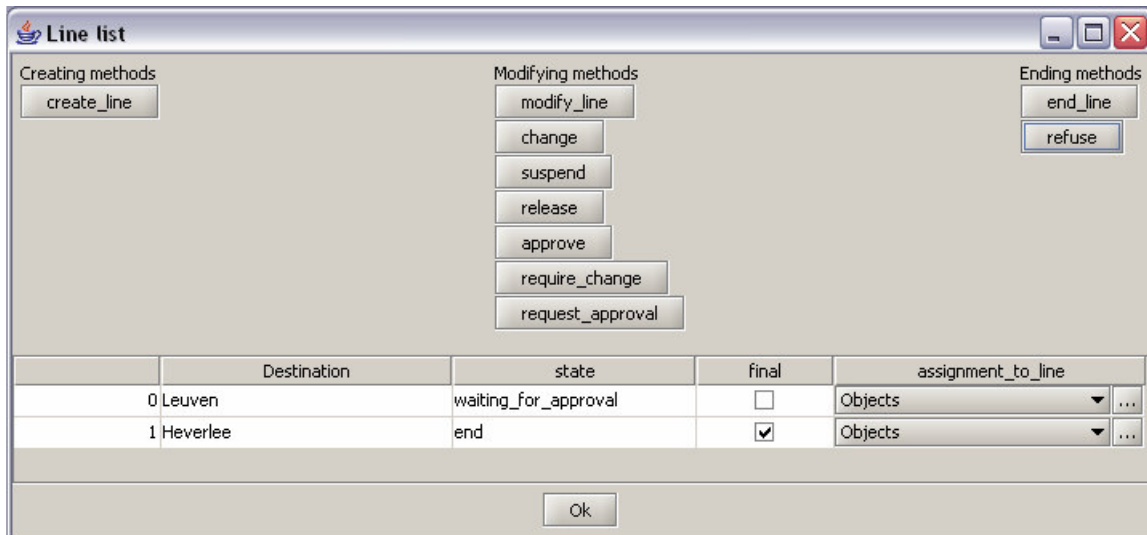 Line list
Creating methods Modifying methods Ending methods
create_line modify_line end_line
change refuse
suspend
release
approve
require_change
request_approval
Destination state final assignment_to_line
0 Leuven waiting_for_approval Objects ...
1 Heverlee end Objects ...
Ok